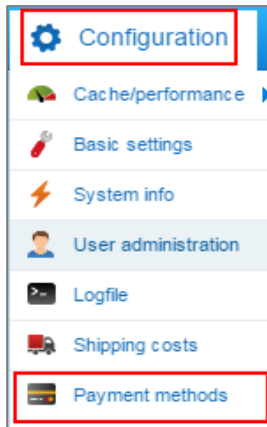 Configuration
Cache/performance
Basic settings
System info
User administration
Logfile
Shipping costs
Payment methods